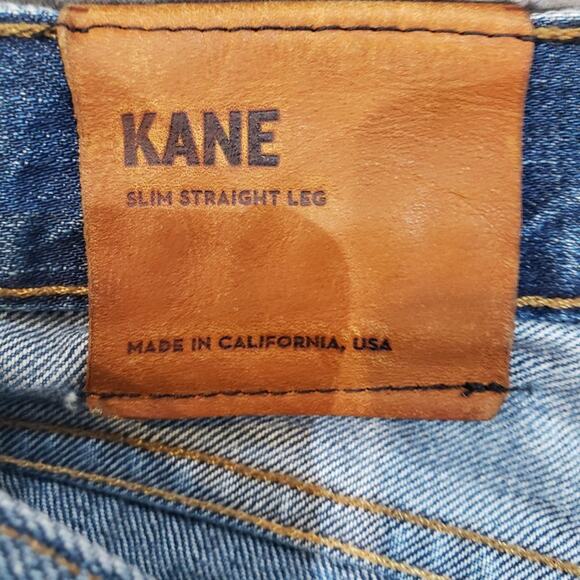 KANE
SLIM STRAIGHT LEG
MADE IN CALIFORNIA, USA